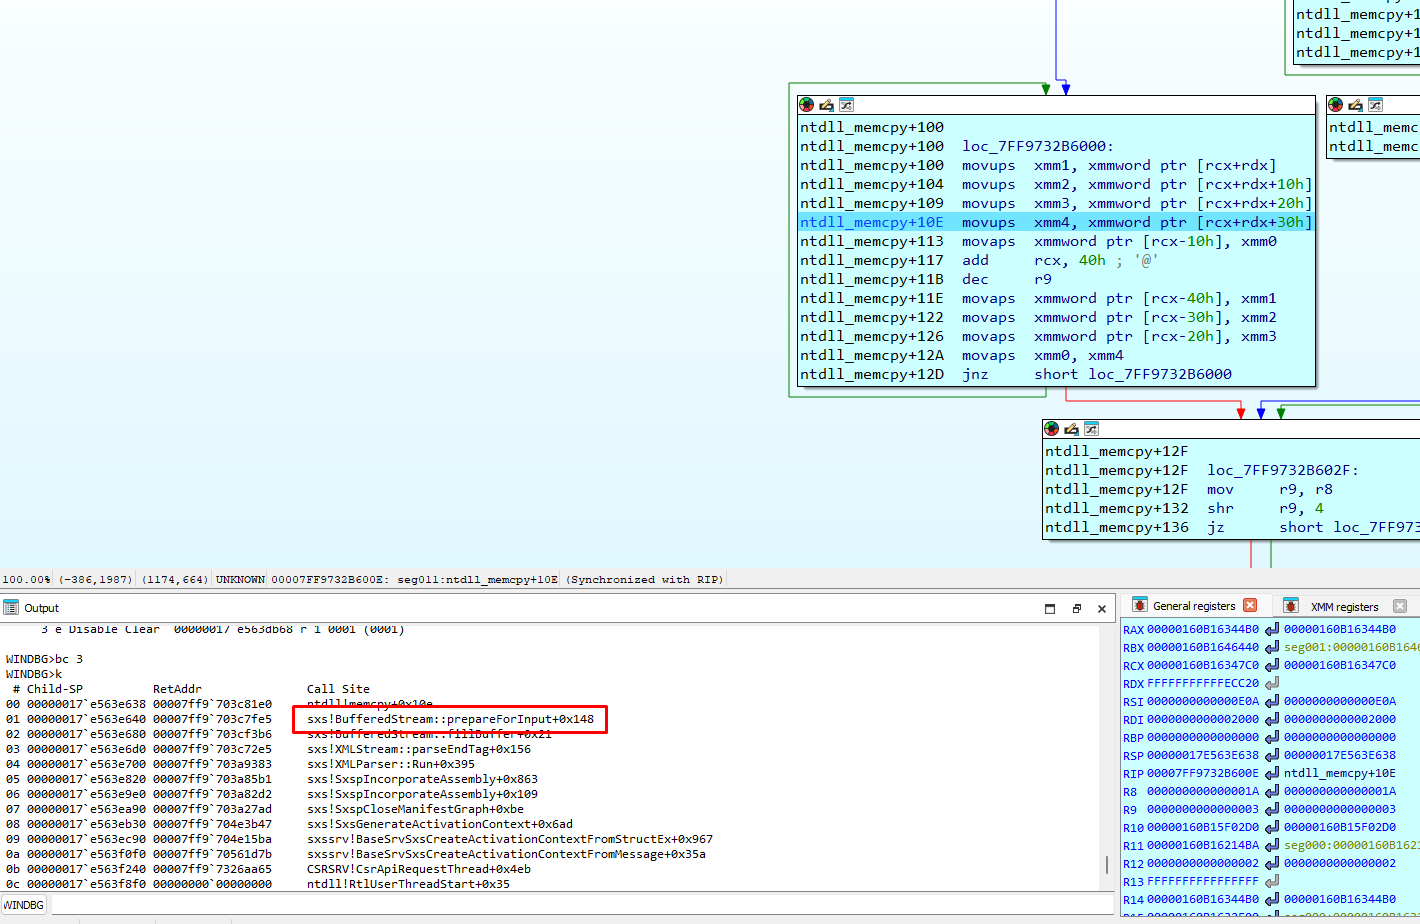 ntdll_memcpy+1
ntdll_memcpy+1
ntdll_memcpy+1
ntdll_memcpy+100
ntdll_memcpy+100 loc_7FF9732B6000:
ntdll_memcpy+100 movups xmm1, xmmword ptr [rcx+rdx]
ntdll_memcpy+104 movups xmm2, xmmword ptr [rcx+rdx+10h]
ntdll_memcpy+109 movups xmm3, xmmword ptr [rcx+rdx+20h]
ntdll_memcpy+10E movups xmm4, xmmword ptr [rcx+rdx+30h]
ntdll_memcpy+113 movaps xmmword ptr [rcx-10h], xmm0
ntdll_memcpy+117 add rcx, 40h ; '@'
ntdll_memcpy+11B dec r9
ntdll_memcpy+11E movaps xmmword ptr [rcx-40h], xmm1
ntdll_memcpy+122 movaps xmmword ptr [rcx-30h], xmm2
ntdll_memcpy+126 movaps xmmword ptr [rcx-20h], xmm3
ntdll_memcpy+12A movaps xmm0, xmm4
ntdll_memcpy+12D jnz short loc_7FF9732B6000
ntdll_memc
ntdll_memc
ntdll_memcpy+12F
ntdll_memcpy+12F loc_7FF9732B602F:
ntdll_memcpy+12F mov r9, r8
ntdll_memcpy+132 shr r9, 4
ntdll_memcpy+136 jz short loc_7FF973
100.00% (-386,1987) (1174,664) UNKNOWN 00007FF9732B600E: seg011:ntdll_memcpy+10E (Synchronized with RIP)
Output
3 e Disable Clear 00000017`e563db68 r 1 0001 (0001)
WINDBG>bc 3
WINDBG>k
# Child-SP RetAddr Call Site
00 00000017`e563e638 00007ff9`703c81e0 ntdll!memcpy+0x10e
01 00000017`e563e640 00007ff9`703c7fe5 sxs!BufferedStream::prepareForInput+0x148
02 00000017`e563e680 00007ff9`703cf3b6 sxs!BufferedStream::fillBuffer+0x21
03 00000017`e563e6d0 00007ff9`703c72e5 sxs!XMLStream::parseEndTag+0x156
04 00000017`e563e700 00007ff9`703a9383 sxs!XMLParser::Run+0x395
05 00000017`e563e820 00007ff9`703a85b1 sxs!SxspIncorporateAssembly+0x863
06 00000017`e563e9e0 00007ff9`703a82d2 sxs!SxspIncorporateAssembly+0x109
07 00000017`e563ea90 00007ff9`703a27ad sxs!SxspCloseManifestGraph+0xbe
08 00000017`e563eb30 00007ff9`704e3b47 sxs!SxsGenerateActivationContext+0x6ad
09 00000017`e563ec90 00007ff9`704e15ba sxssrv!BaseSrvSxsCreateActivationContextFromStructEx+0x967
0a 00000017`e563f0f0 00007ff9`70561d7b sxssrv!BaseSrvSxsCreateActivationContextFromMessage+0x35a
0b 00000017`e563f240 00007ff9`7326aa65 CSRSRV!CsrApiRequestThread+0x4eb
0c 00000017`e563f8f0 00000000`00000000 ntdll!RtlUserThreadStart+0x35
WINDBG
General registers
XMM registers
RAX 00000160B16344B0 00000160B16344B0
RBX 00000160B1646440 seg001:00000160B1646
RCX 00000160B16347C0 00000160B16347C0
RDX FFFFFFFFFFFECC20
RSI 0000000000000E0A 0000000000000E0A
RDI 0000000000002000 0000000000002000
RBP 0000000000000000 0000000000000000
RSP 00000017E563E638 00000017E563E638
RIP 00007FF9732B600E ntdll_memcpy+10E
R8 000000000000001A 000000000000001A
R9 0000000000000003 0000000000000003
R10 00000160B15F02D0 00000160B15F02D0
R11 00000160B16214BA seg000:00000160B1621
R12 0000000000000002 0000000000000002
R13 FFFFFFFFFFFFFFFF
R14 00000160B16344B0 00000160B16344B0